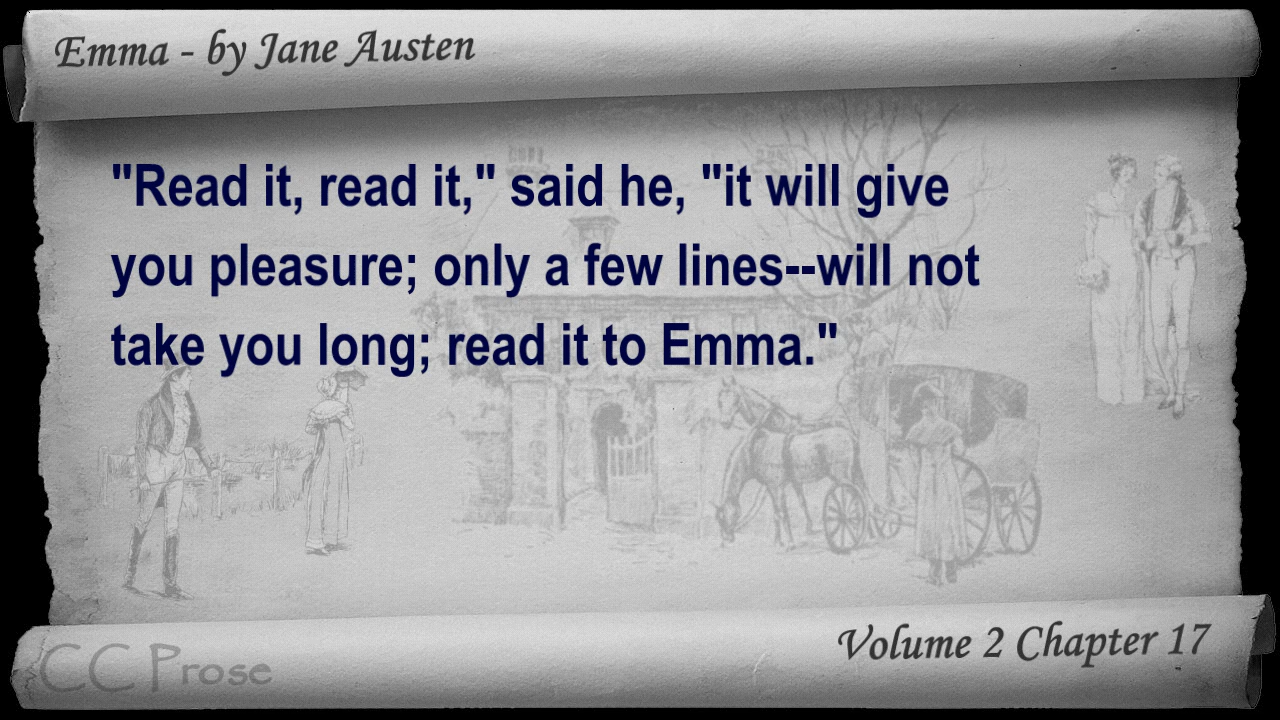 Emma - by Jane Austen
"Read it, read it," said he, "it will give
you pleasure; only a few lines--will not
take you long; read it to Emma."
Volume 2 Chapter 17
CC Prose